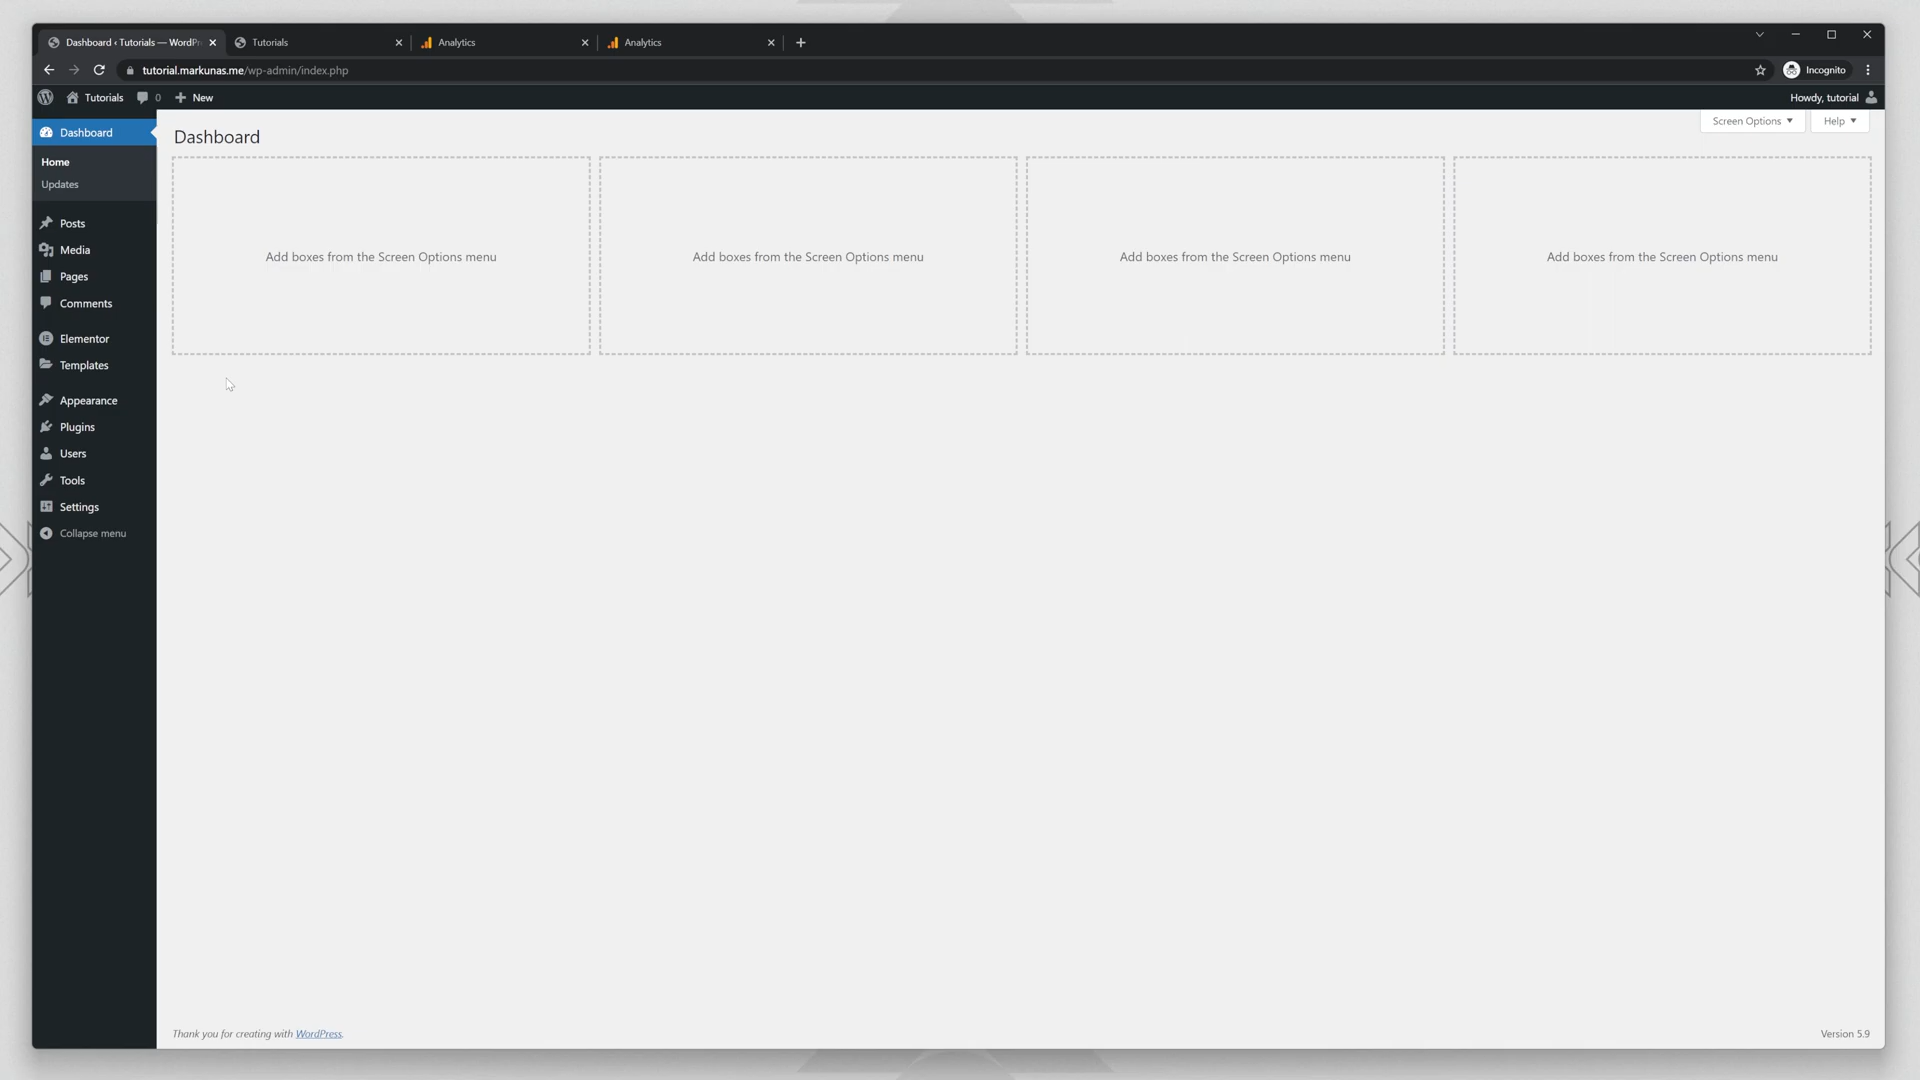 Dashboard ‹ Tutorials — WordPr
Tutorials
Analytics
Analytics
tutorial.markunas.me/wp-admin/index.php
Incognito
Tutorials
0
New
Howdy, tutorial
Dashboard
Home
Updates
Posts
Media
Pages
Comments
Elementor
Templates
Appearance
Plugins
Users
Tools
Settings
Collapse menu
Dashboard
Screen Options
Help
Add boxes from the Screen Options menu
Add boxes from the Screen Options menu
Add boxes from the Screen Options menu
Add boxes from the Screen Options menu
Thank you for creating with WordPress.
Version 5.9